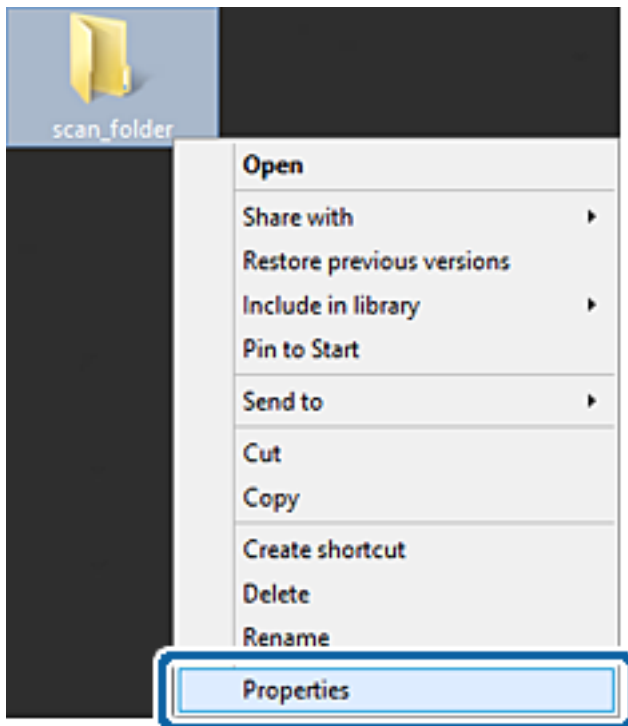 scan_folder
Open
Share with
Restore previous versions
Include in library
Pin to Start
Send to
Cut
Copy
Create shortcut
Delete
Rename
Properties